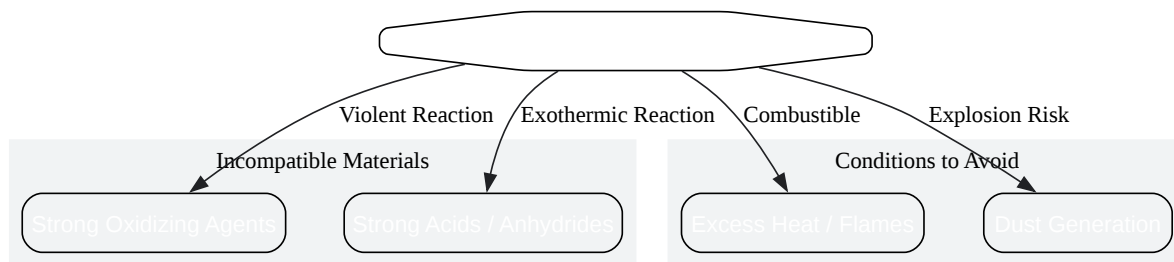 Violent Reaction
Exothermic Reaction
Combustible
Explosion Risk
Incompatible Materials
Conditions to Avoid
Strong Oxidizing Agents
Strong Acids / Anhydrides
Excess Heat / Flames
Dust Generation